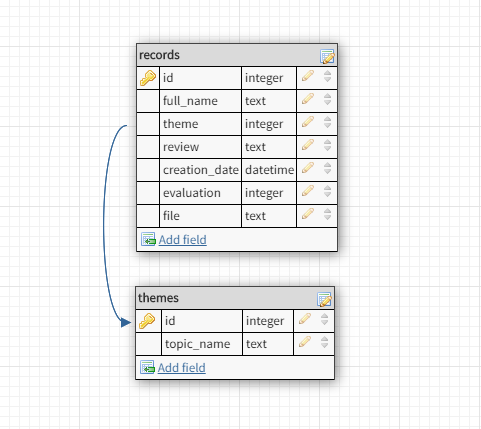 records
id integer
full_name text
theme integer
review text
creation_date datetime
evaluation integer
file text
Add field
themes
id integer
topic_name text
Add field